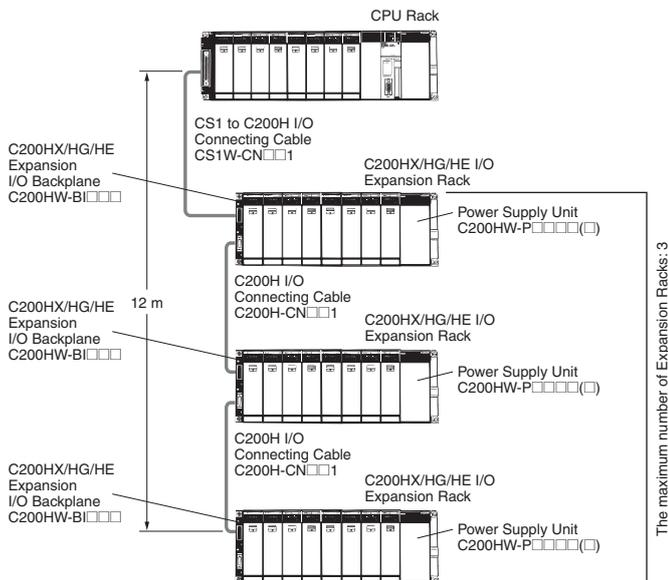 CPU Rack
CS1 to C200H I/O
Connecting Cable
CS1W-CN□□1
C200HX/HG/HE
Expansion
I/O Backplane
C200HW-BI□□□
C200HX/HG/HE I/O
Expansion Rack
Power Supply Unit
C200HW-P□□□□(□)
C200H I/O
Connecting Cable
C200H-CN□□1
12 m
C200HX/HG/HE
Expansion
I/O Backplane
C200HW-BI□□□
C200HX/HG/HE I/O
Expansion Rack
Power Supply Unit
C200HW-P□□□□(□)
C200H I/O
Connecting Cable
C200H-CN□□1
C200HX/HG/HE
Expansion
I/O Backplane
C200HW-BI□□□
C200HX/HG/HE I/O
Expansion Rack
Power Supply Unit
C200HW-P□□□□(□)
The maximum number of Expansion Racks: 3